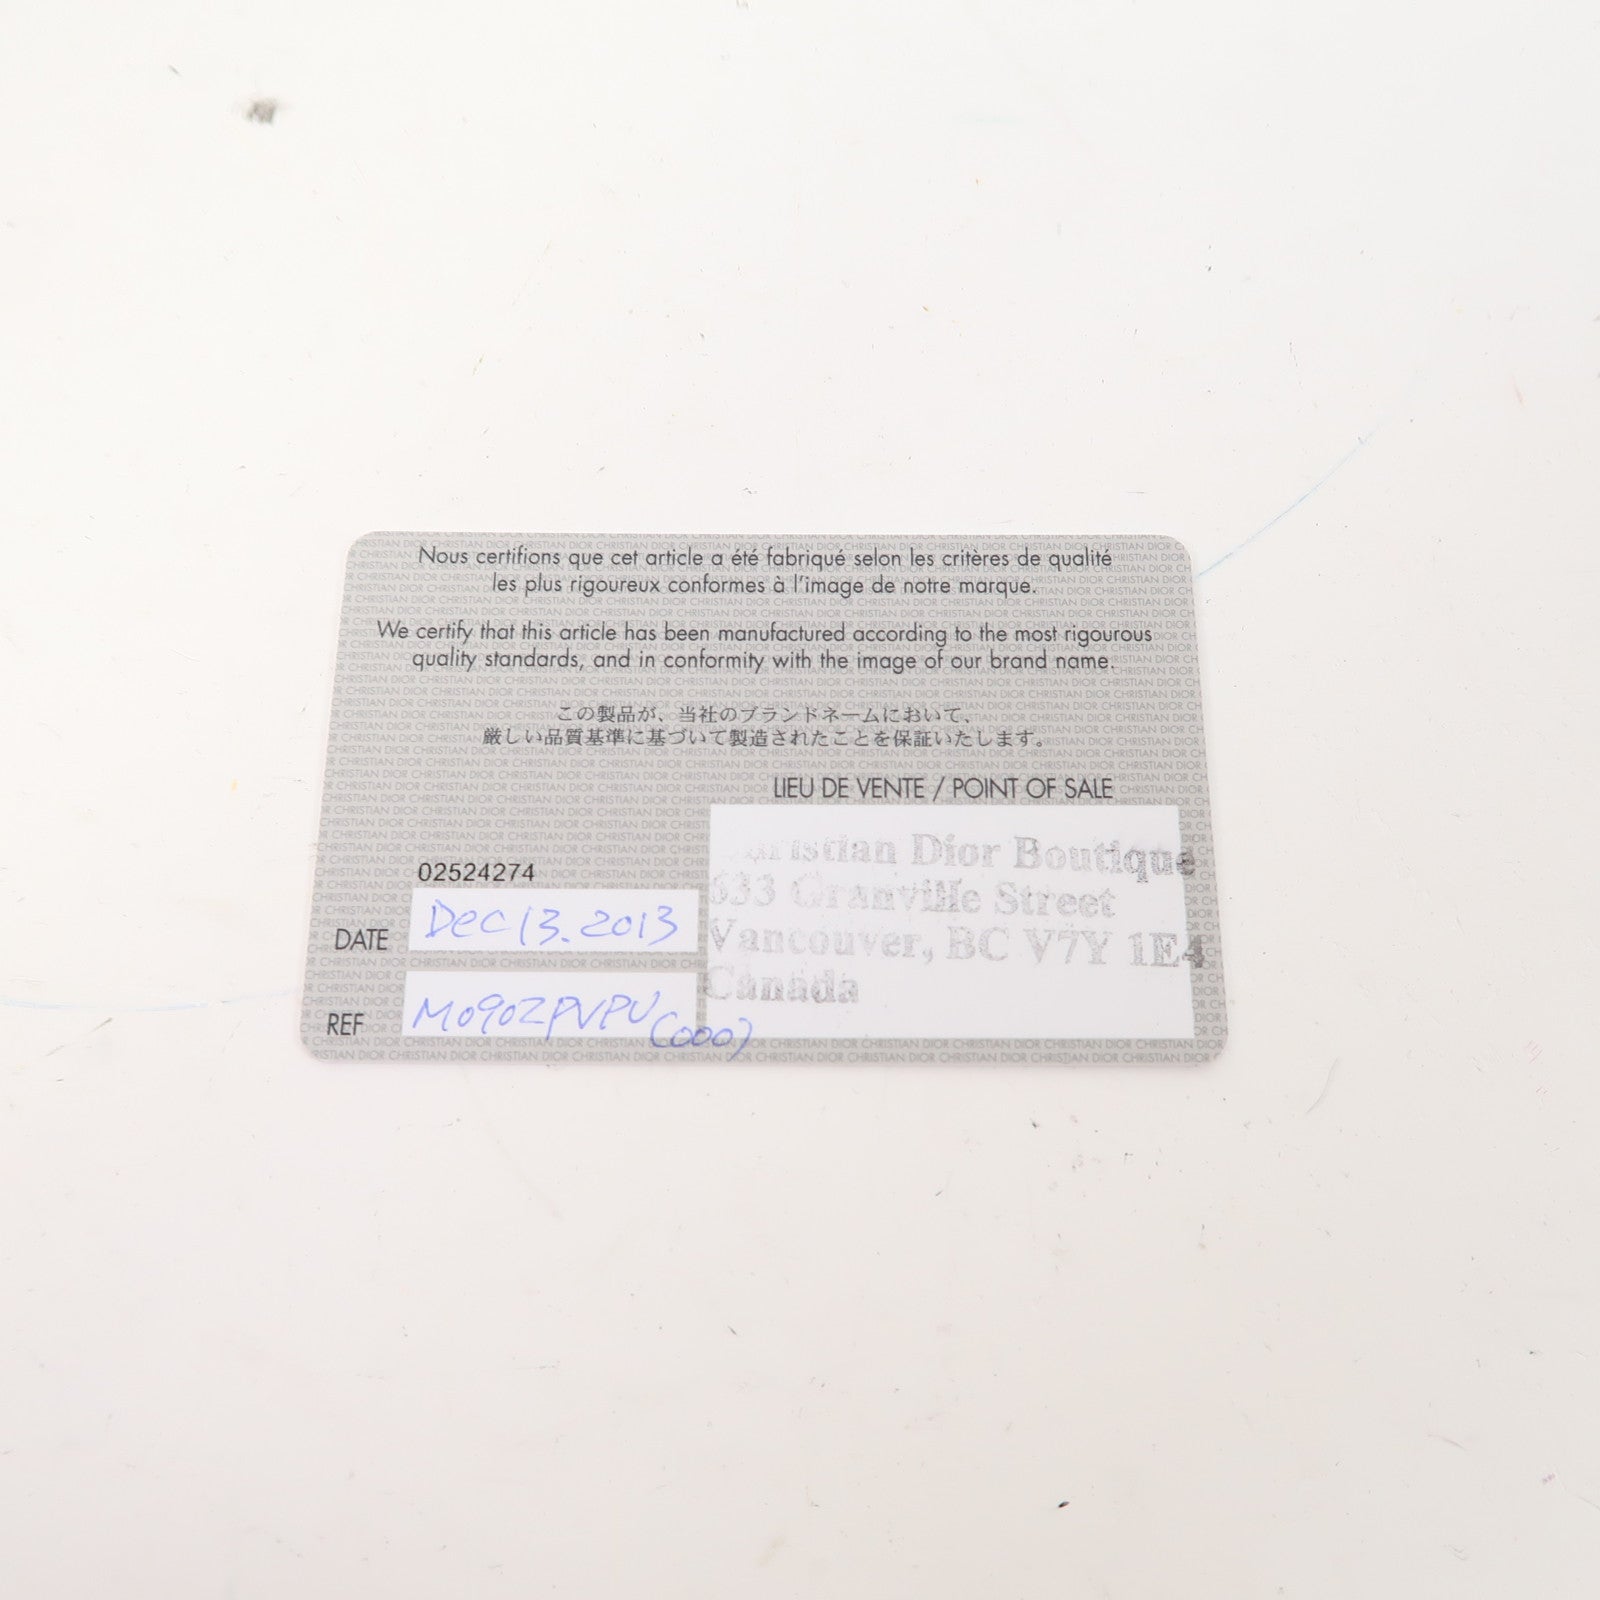 Nous certifions que cet article a été fabriqué selon les critères de qualité
les plus rigoureux conformes à l'image de notre marque.
We certify that this article has been manufactured according to the most rigourous
quality standards, and in conformity with the image of our brand name.
この製品が、当社のブランドネームにおいて、
厳しい品質基準に基づいて製造されたことを保証いたします。
LIEU DE VENTE / POINT OF SALE
Christian Dior Boutique
633 Granville Street
Vancouver, BC V7Y 1E4
Canada
02524274
DATE Dec 13. 2013
REF M0902PVPU (000)